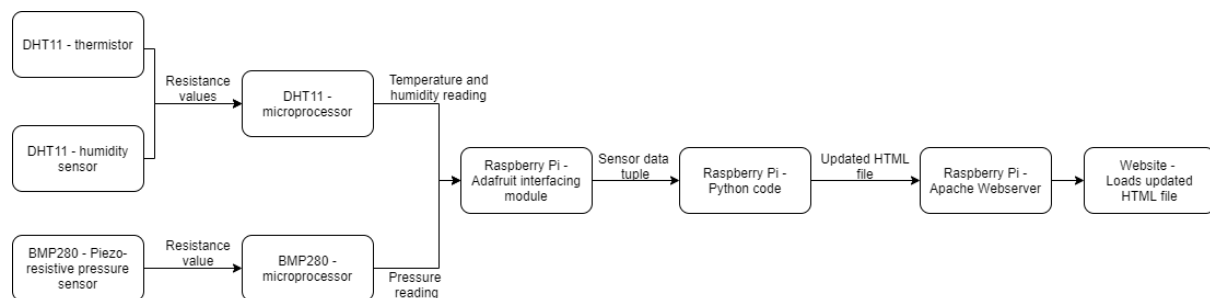 DHT11 - thermistor
DHT11 - humidity
sensor
Resistance
values
DHT11 -
microprocessor
Temperature and
humidity reading
BMP280 - Piezo-
resistive pressure
sensor
Resistance
value
BMP280 -
microprocessor
Pressure
reading
Raspberry Pi -
Adafruit interfacing
module
Sensor data
tuple
Raspberry Pi -
Python code
Updated HTML
file
Raspberry Pi -
Apache Webserver
Website -
Loads updated
HTML file